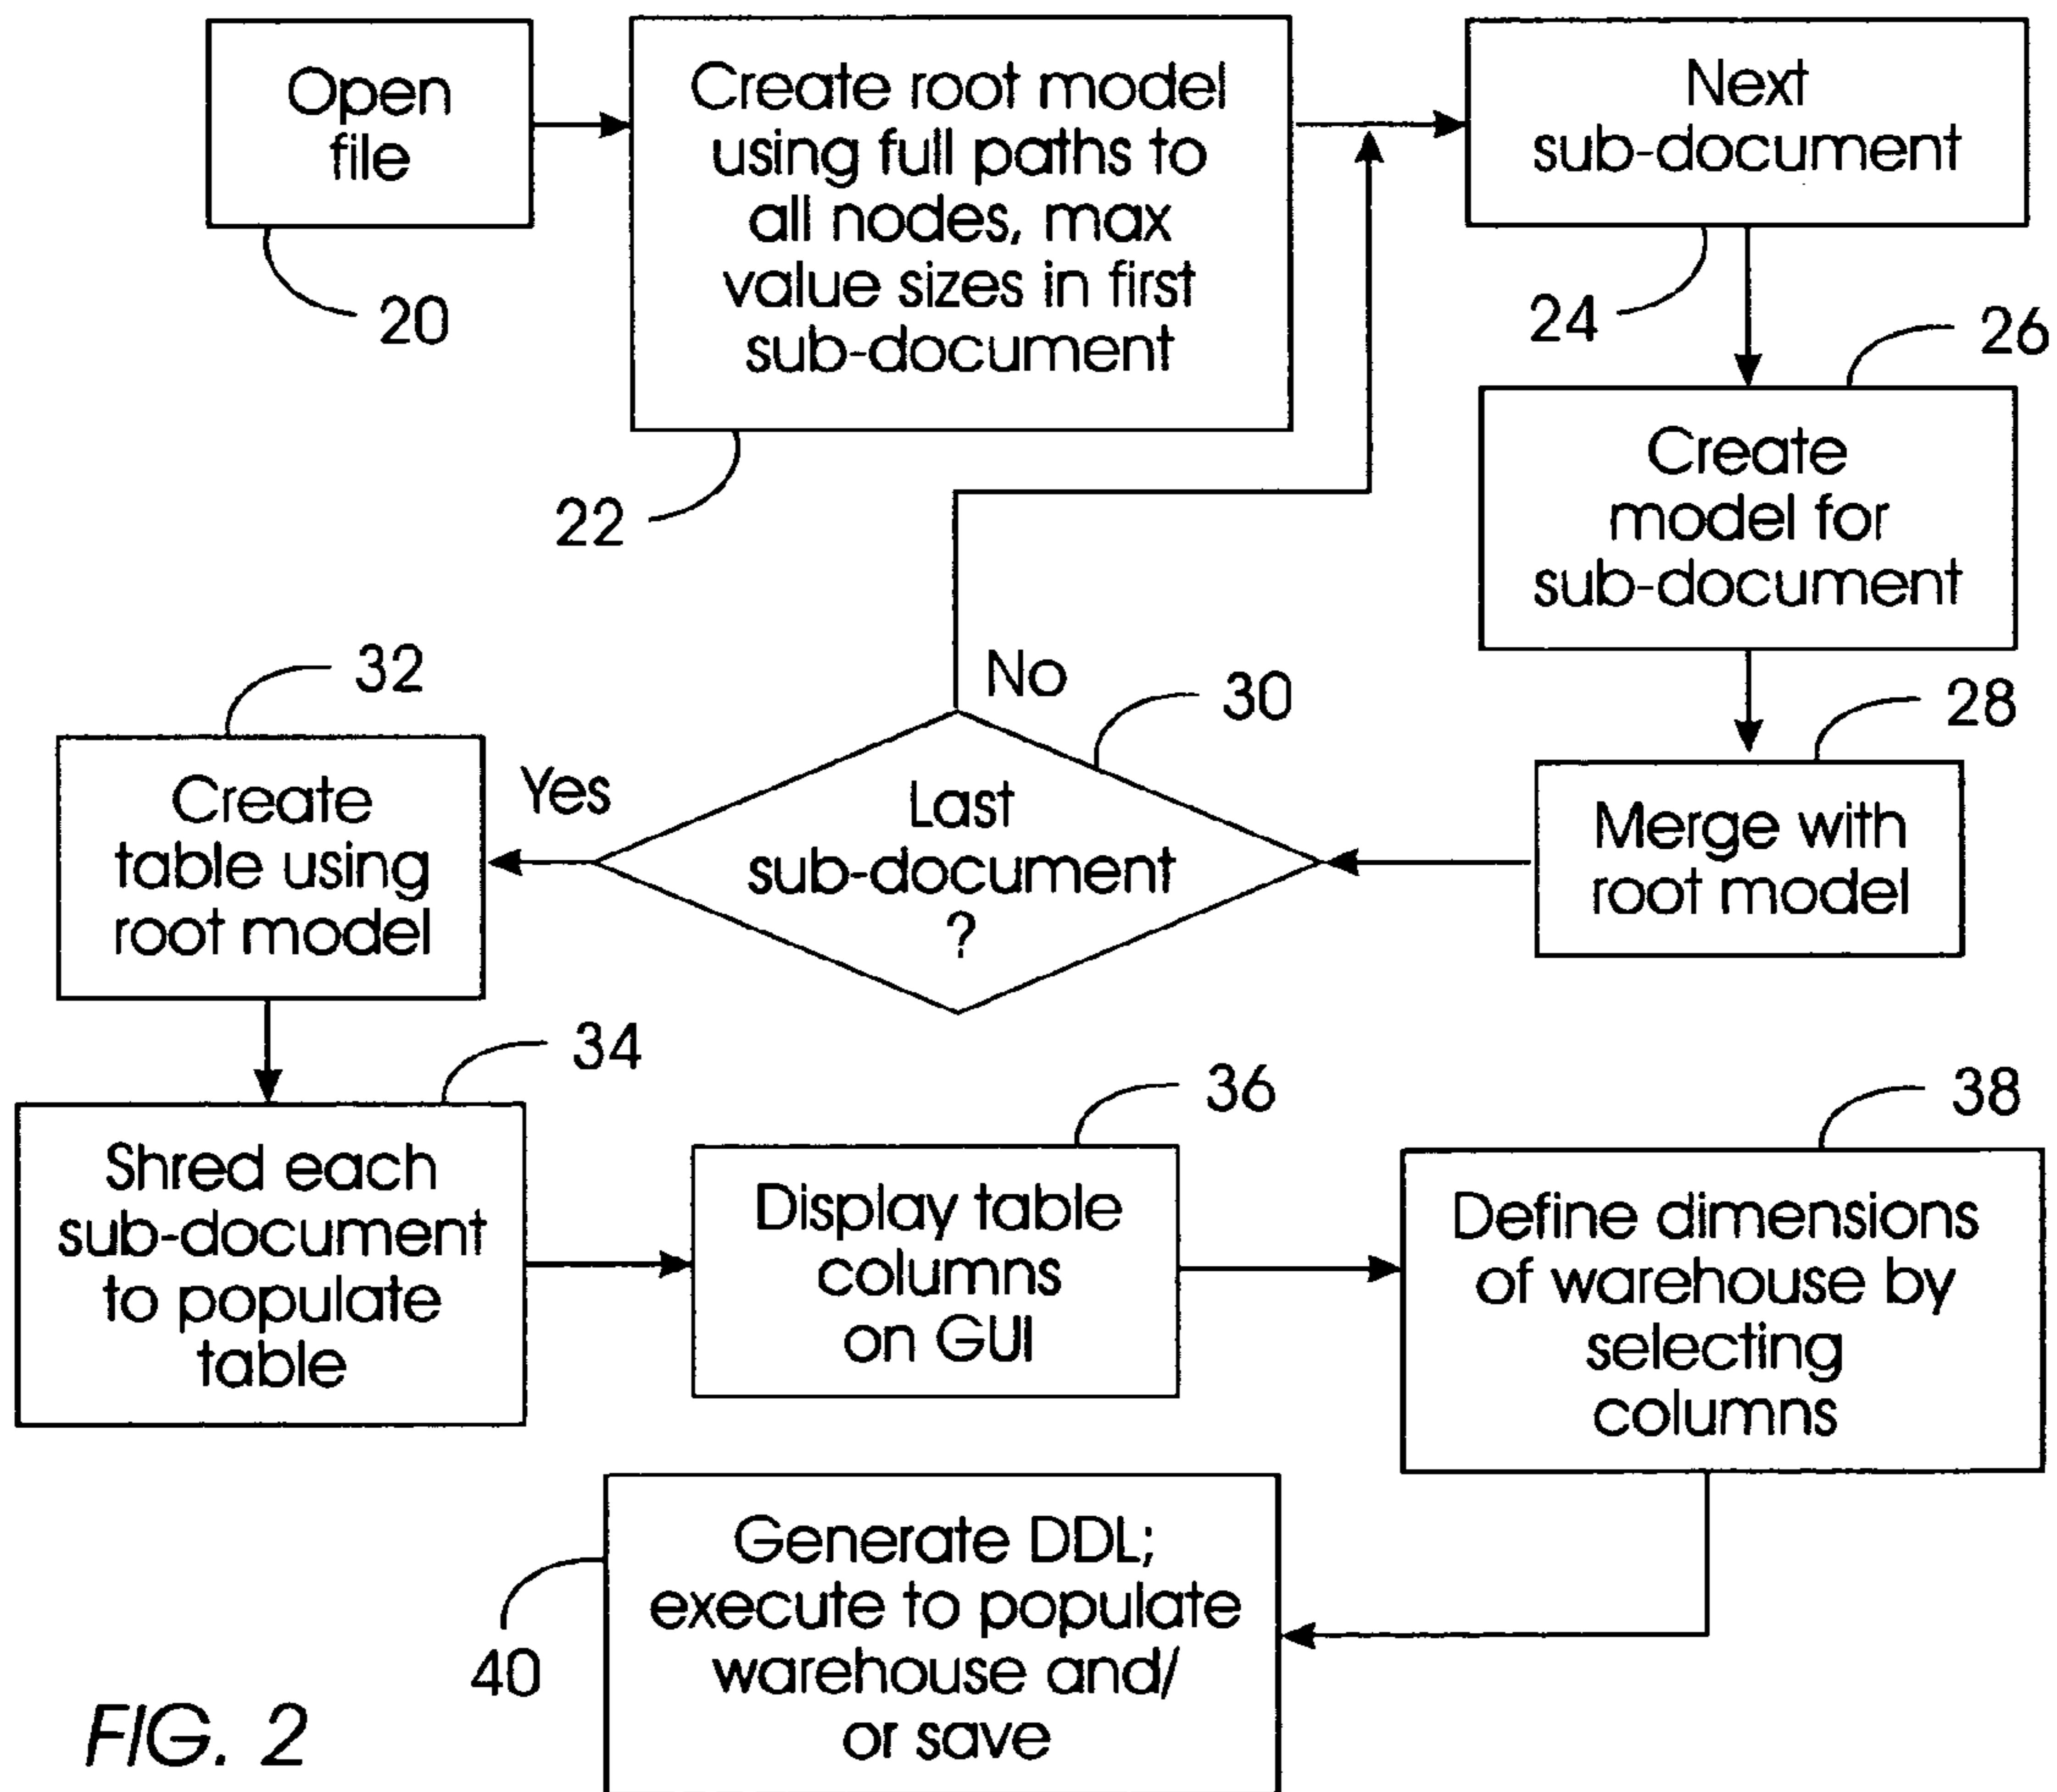 Open
file
20
Create root model
using full paths to
all nodes, max
value sizes in first
sub-document
22
Next
sub-document
24
26
Create
model for
sub-document
28
Merge with
root model
30
Last
sub-document
?
No
Yes
32
Create
table using
root model
34
Shred each
sub-document
to populate
table
36
Display table
columns
on GUI
38
Define dimensions
of warehouse by
selecting
columns
40
Generate DDL;
execute to populate
warehouse and/
or save
FIG. 2